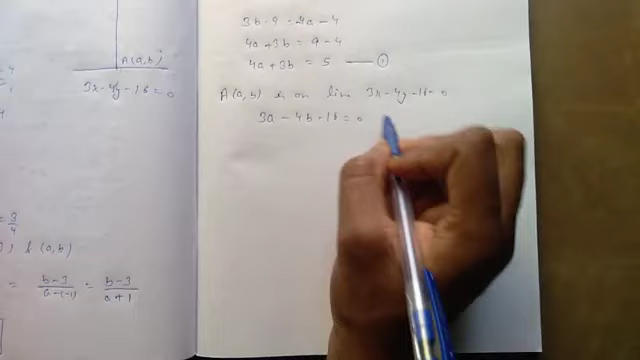 A(a,b)
3x-4y-16=0
= 3/4
; & (a,b)
= b-3/a-(-1) = b-3/a+1
3b-9 = -4a-4
4a+3b = 9-4
4a+3b = 5 —— ①
A(a,b) is on line 3x-4y-16=0
3a-4b-16=0